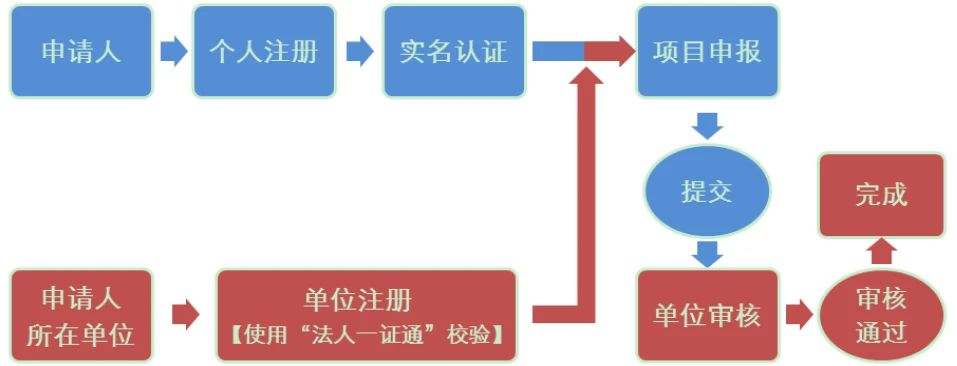 申请人
个人注册
实名认证
项目申报
提交
完成
申请人
所在单位
单位注册
【使用“法人一证通”校验】
单位审核
审核
通过